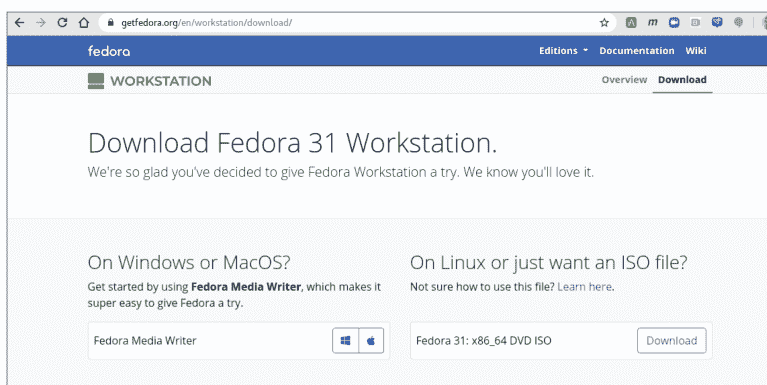 getfedora.org/en/workstation/download/
fedora
Editions Documentation Wiki
WORKSTATION
Overview Download
Download Fedora 31 Workstation.
We're so glad you've decided to give Fedora Workstation a try. We know you'll love it.
On Windows or MacOS?
Get started by using Fedora Media Writer, which makes it
super easy to give Fedora a try.
Fedora Media Writer
On Linux or just want an ISO file?
Not sure how to use this file? Learn here.
Fedora 31: x86_64 DVD ISO
Download